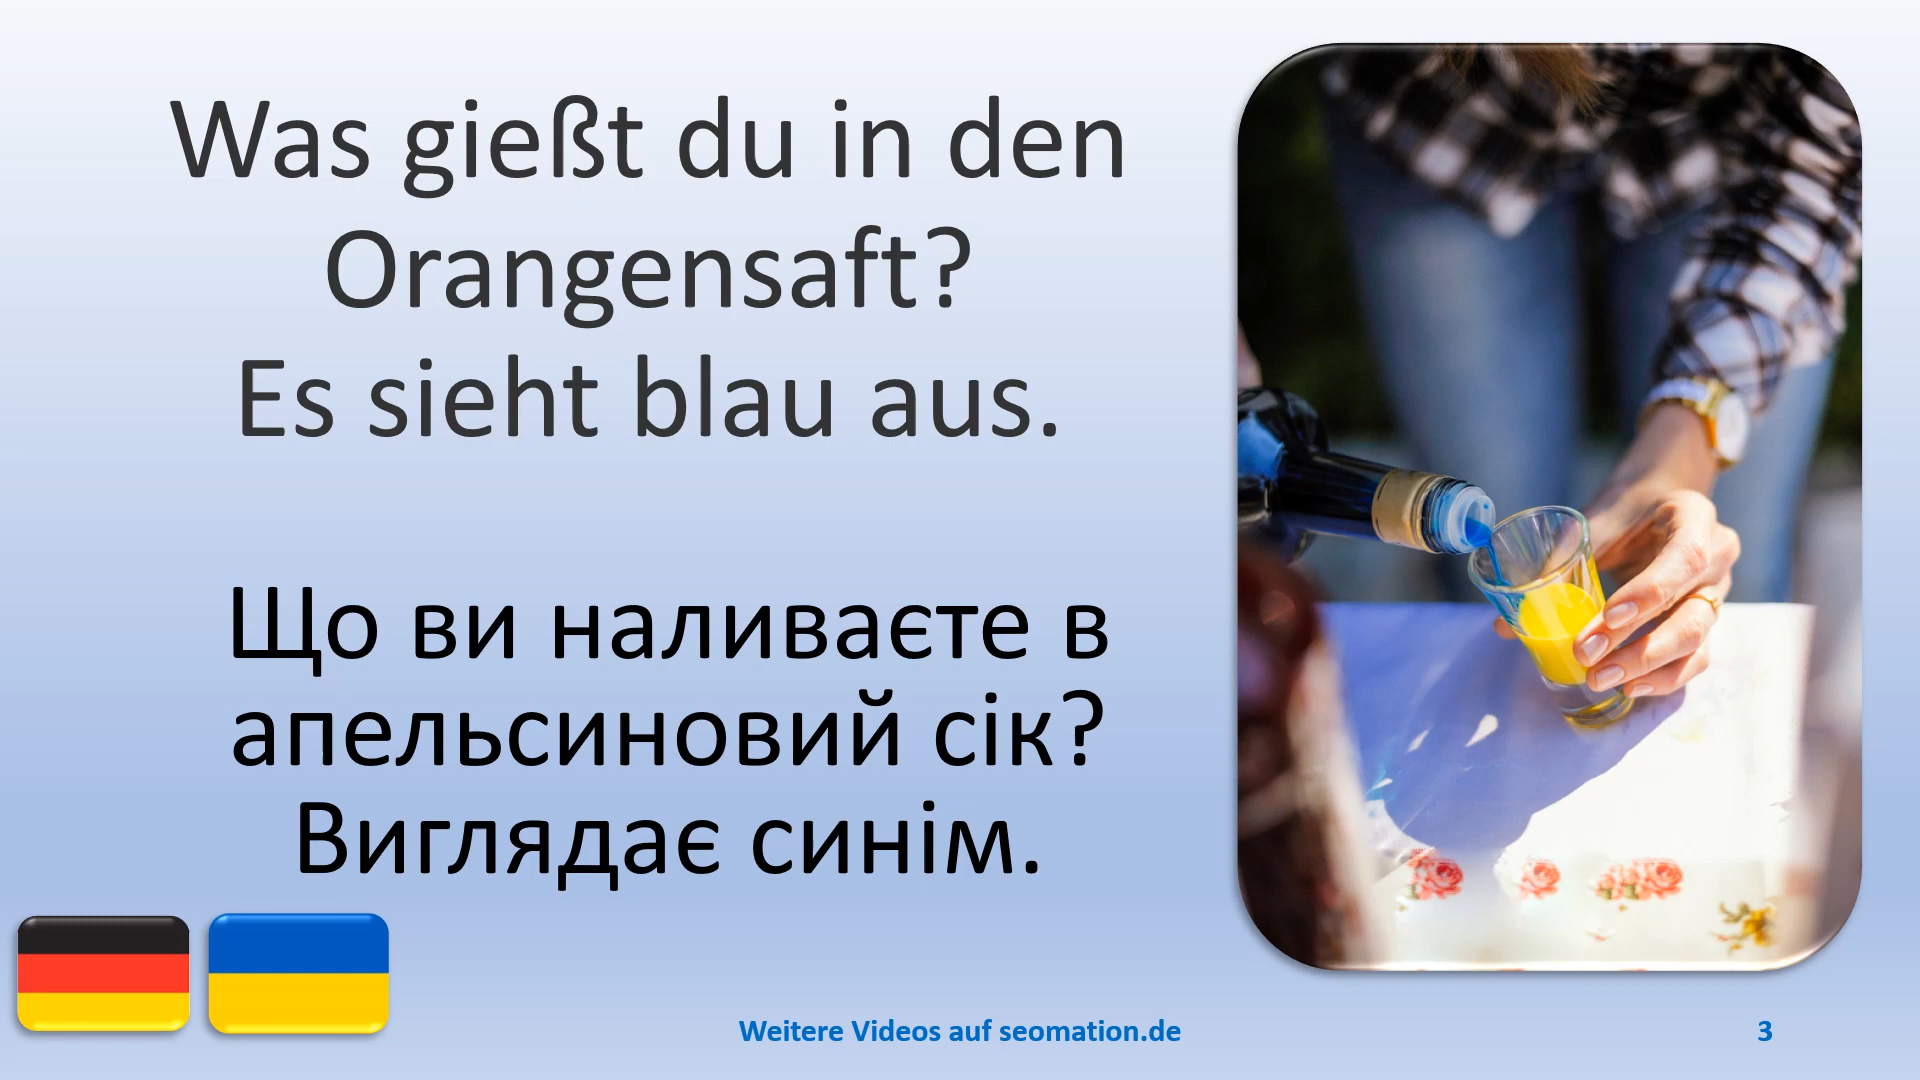 Was gießt du in den
Orangensaft?
Es sieht blau aus.
Що ви наливаєте в
апельсиновий сік?
Виглядає синім.
Weitere Videos auf seomation.de
3